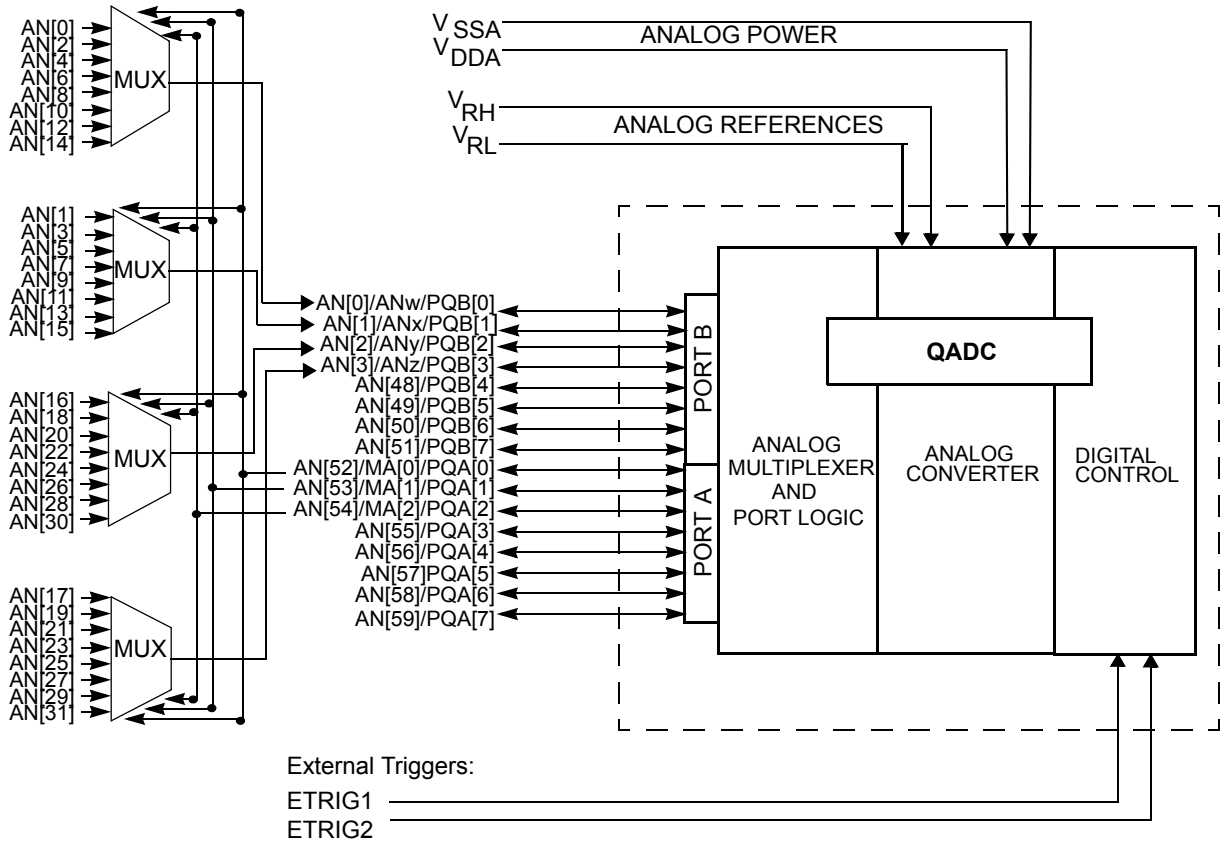 AN[0]
AN[2]
AN[4]
AN[6]
AN[8]
AN[10]
AN[12]
AN[14]
MUX
AN[1]
AN[3]
AN[5]
AN[7]
AN[9]
AN[11]
AN[13]
AN[15]
MUX
AN[16]
AN[18]
AN[20]
AN[22]
AN[24]
AN[26]
AN[28]
AN[30]
MUX
AN[17]
AN[19]
AN[21]
AN[23]
AN[25]
AN[27]
AN[29]
AN[31]
MUX
VSSA
VDDA
ANALOG POWER
VRH
VRL
ANALOG REFERENCES
AN[0]/ANw/PQB[0]
AN[1]/ANx/PQB[1]
AN[2]/ANy/PQB[2]
AN[3]/ANz/PQB[3]
AN[48]/PQB[4]
AN[49]/PQB[5]
AN[50]/PQB[6]
AN[51]/PQB[7]
AN[52]/MA[0]/PQA[0]
AN[53]/MA[1]/PQA[1]
AN[54]/MA[2]/PQA[2]
AN[55]/PQA[3]
AN[56]/PQA[4]
AN[57]PQA[5]
AN[58]/PQA[6]
AN[59]/PQA[7]
PORT B
PORT A
QADC
ANALOG
MULTIPLEXER
AND
PORT LOGIC
ANALOG
CONVERTER
DIGITAL
CONTROL
External Triggers:
ETRIG1
ETRIG2